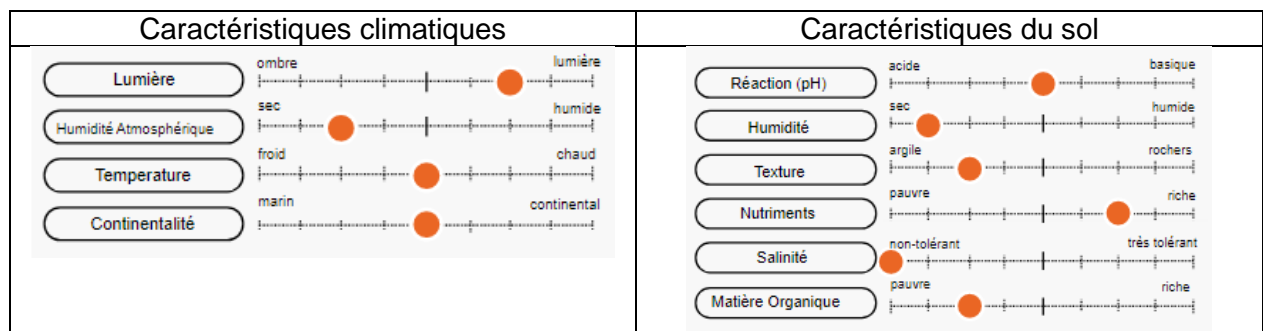 Caractéristiques climatiques
ombre lumière
Lumière
sec humide
Humidité Atmosphérique
froid chaud
Temperature
marin continental
Continentalité
Caractéristiques du sol
acide basique
Réaction (pH)
sec humide
Humidité
argile rochers
Texture
pauvre riche
Nutriments
non-tolérant très tolérant
Salinité
pauvre riche
Matière Organique